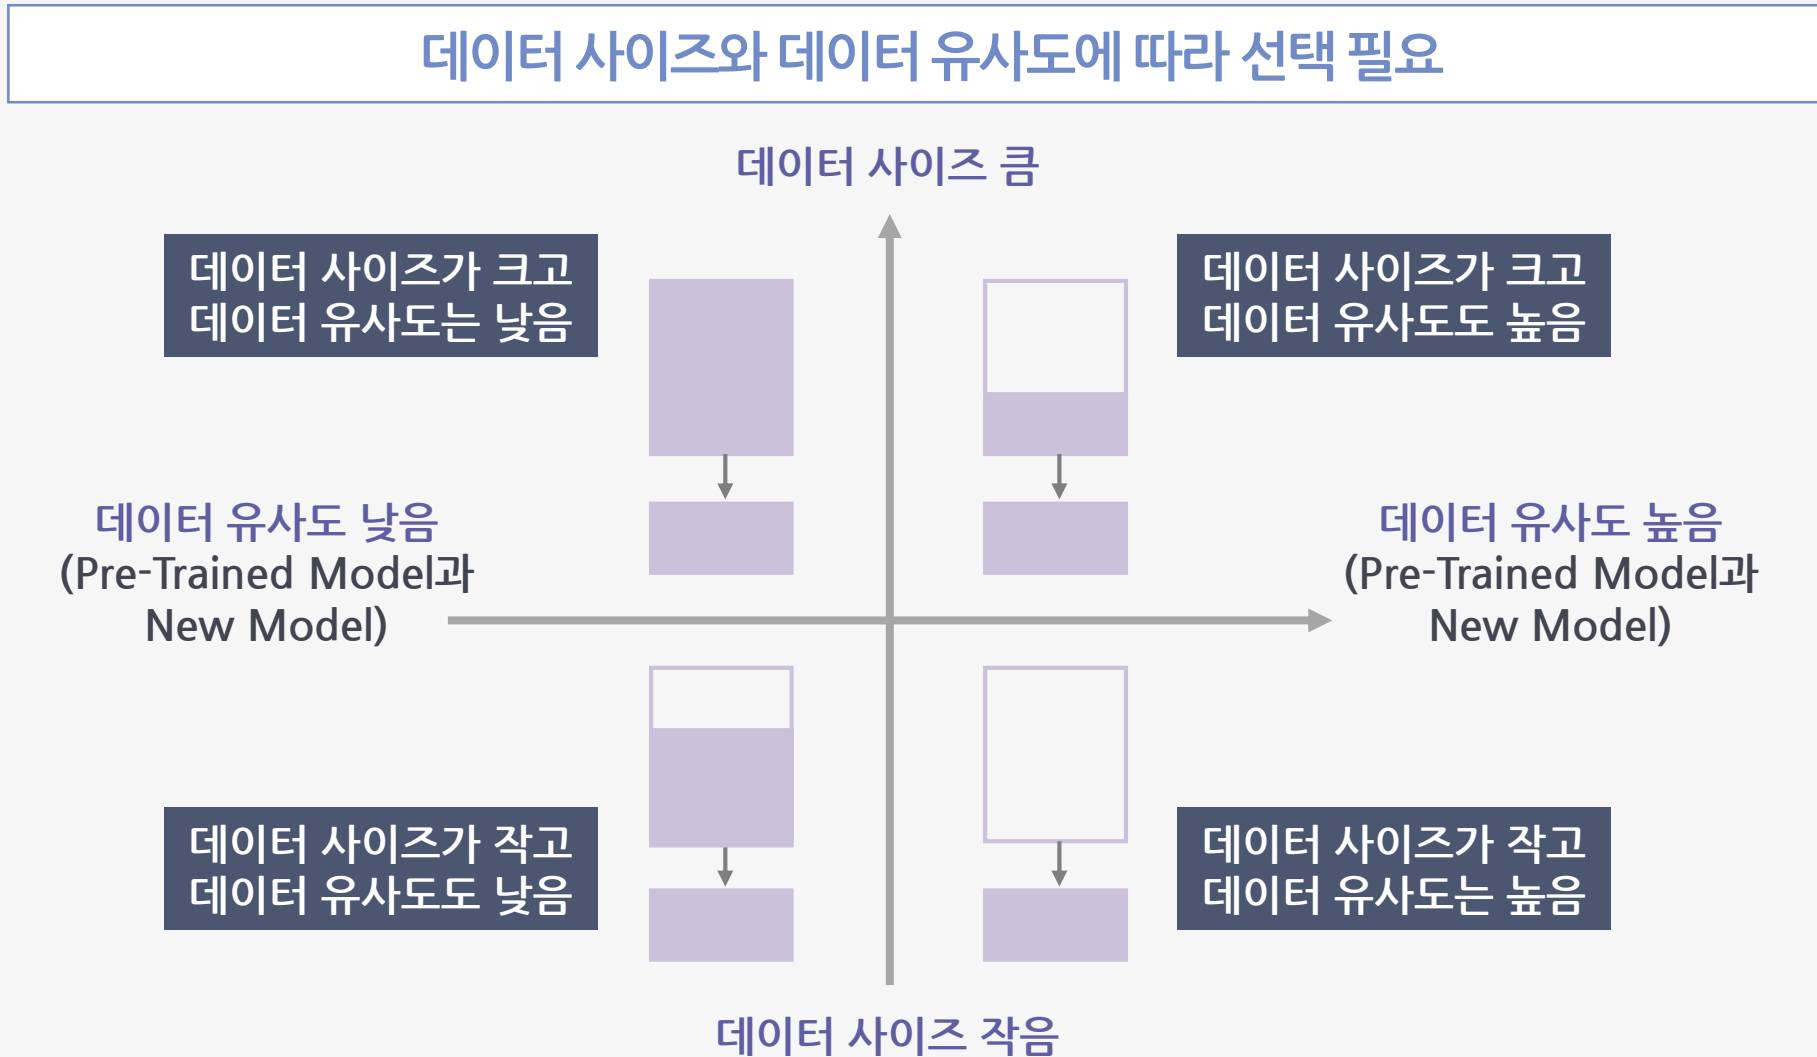 데이터 사이즈와 데이터 유사도에 따라 선택 필요
데이터 사이즈 큼
데이터 사이즈가 크고
데이터 유사도는 낮음
데이터 사이즈가 크고
데이터 유사도도 높음
데이터 유사도 낮음
(Pre-Trained Model과
New Model)
데이터 유사도 높음
(Pre-Trained Model과
New Model)
데이터 사이즈가 작고
데이터 유사도도 낮음
데이터 사이즈가 작고
데이터 유사도는 높음
데이터 사이즈 작음